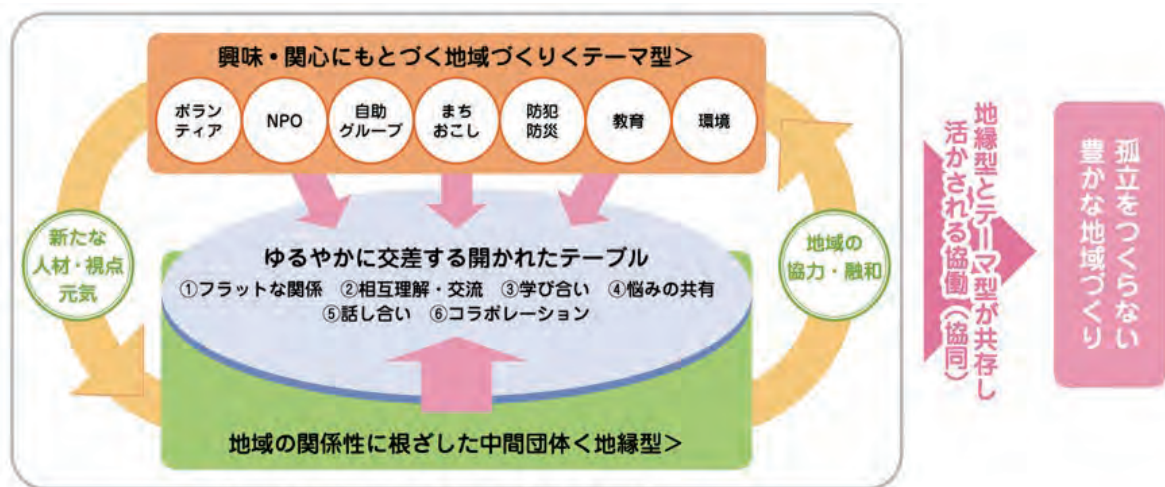 興味・関心にもとづく地域づくりくテーマ型＞
ボラン
ティア
NPO
自助
グループ
まち
おこし
防犯
防災
教育
環境
新たな
人材・視点
元気
ゆるやかに交差する開かれたテーブル
①フラットな関係　②相互理解・交流　③学び合い　④悩みの共有
⑤話し合い　⑥コラボレーション
地域の
協力・融和
地域の関係性に根ざした中間団体く地縁型＞
地縁型とテーマ型が共存し
活かされる協働（協同）
孤立をつくらない
豊かな地域づくり